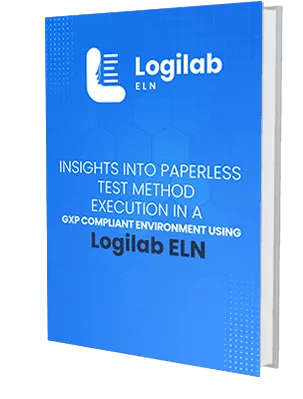 Logilab
ELN
INSIGHTS INTO PAPERLESS
TEST METHOD
EXECUTION IN A
GXP COMPLIANT ENVIRONMENT USING
Logilab ELN